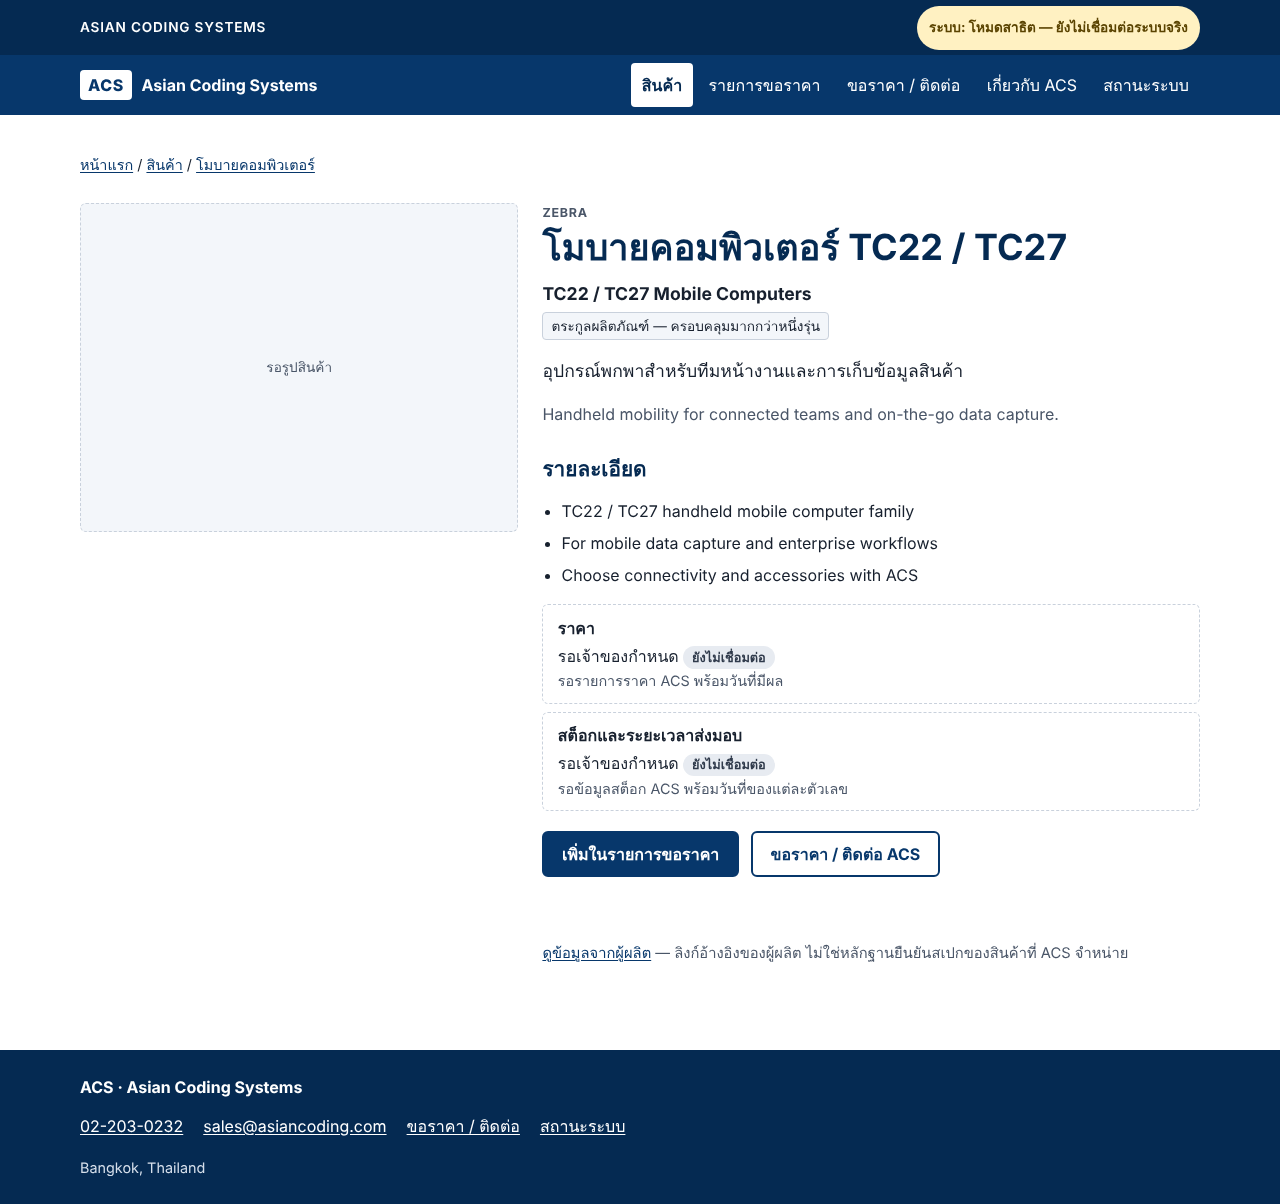 ASIAN CODING SYSTEMS
ระบบ: โหมดสาธิต — ยังไม่เชื่อมต่อระบบจริง
ACS Asian Coding Systems
สินค้า รายการขอราคา ขอราคา / ติดต่อ เกี่ยวกับ ACS สถานะระบบ
หน้าแรก / สินค้า / โมบายคอมพิวเตอร์
รอรูปสินค้า
ZEBRA
โมบายคอมพิวเตอร์ TC22 / TC27
TC22 / TC27 Mobile Computers
ตระกูลผลิตภัณฑ์ — ครอบคลุมมากกว่าหนึ่งรุ่น
อุปกรณ์พกพาสำหรับทีมหน้างานและการเก็บข้อมูลสินค้า
Handheld mobility for connected teams and on-the-go data capture.
รายละเอียด
• TC22 / TC27 handheld mobile computer family
• For mobile data capture and enterprise workflows
• Choose connectivity and accessories with ACS
ราคา
รอเจ้าของกำหนด ยังไม่เชื่อมต่อ
รอรายการราคา ACS พร้อมวันที่มีผล
สต็อกและระยะเวลาส่งมอบ
รอเจ้าของกำหนด ยังไม่เชื่อมต่อ
รอข้อมูลสต็อก ACS พร้อมวันที่ของแต่ละตัวเลข
เพิ่มในรายการขอราคา ขอราคา / ติดต่อ ACS
ดูข้อมูลจากผู้ผลิต — ลิงก์อ้างอิงของผู้ผลิต ไม่ใช่หลักฐานยืนยันสเปกของสินค้าที่ ACS จำหน่าย
ACS · Asian Coding Systems
02-203-0232 sales@asiancoding.com ขอราคา / ติดต่อ สถานะระบบ
Bangkok, Thailand